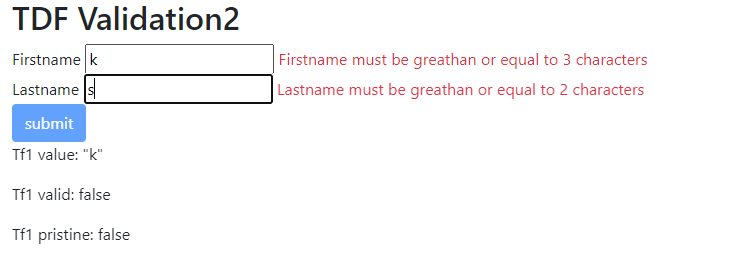 TDF Validation2
Firstname k Firstname must be greathan or equal to 3 characters
Lastname s Lastname must be greathan or equal to 2 characters
submit
Tf1 value: "k"
Tf1 valid: false
Tf1 pristine: false